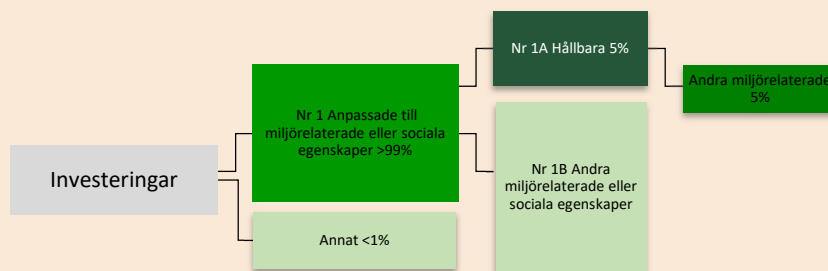 Investeringar
Nr 1 Anpassade till
miljörelaterade eller sociala
egenskaper >99%
Annat <1%
Nr 1A Hållbara 5%
Nr 1B Andra
miljörelaterade eller
sociala egenskaper
Andra miljörelaterade
5%